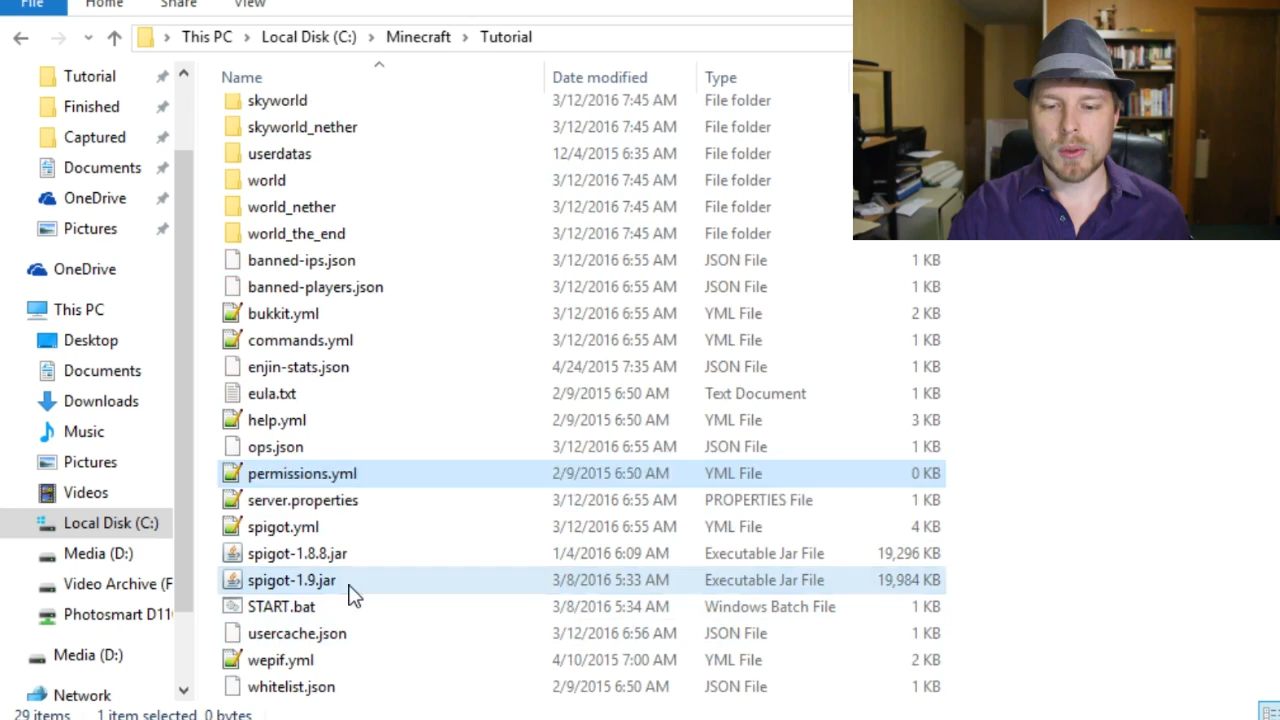 File Home Share View
This PC > Local Disk (C:) > Minecraft > Tutorial
Tutorial
Finished
Captured
Documents
OneDrive
Pictures
OneDrive
This PC
Desktop
Documents
Downloads
Music
Pictures
Videos
Local Disk (C:)
Media (D:)
Video Archive (F
Photosmart D11
Media (D:)
Network
Name Date modified Type
skyworld 3/12/2016 7:45 AM File folder
skyworld_nether 3/12/2016 7:45 AM File folder
userdatas 12/4/2015 6:35 AM File folder
world 3/12/2016 7:45 AM File folder
world_nether 3/12/2016 7:45 AM File folder
world_the_end 3/12/2016 7:45 AM File folder
banned-ips.json 3/12/2016 6:55 AM JSON File 1 KB
banned-players.json 3/12/2016 6:55 AM JSON File 1 KB
bukkit.yml 3/12/2016 6:55 AM YML File 2 KB
commands.yml 3/12/2016 6:55 AM YML File 1 KB
enjin-stats.json 4/24/2015 7:35 AM JSON File 1 KB
eula.txt 2/9/2015 6:50 AM Text Document 1 KB
help.yml 2/9/2015 6:50 AM YML File 3 KB
ops.json 3/12/2016 6:55 AM JSON File 1 KB
permissions.yml 2/9/2015 6:50 AM YML File 0 KB
server.properties 3/12/2016 6:55 AM PROPERTIES File 1 KB
spigot.yml 3/12/2016 6:55 AM YML File 4 KB
spigot-1.8.8.jar 1/4/2016 6:09 AM Executable Jar File 19,296 KB
spigot-1.9.jar 3/8/2016 5:33 AM Executable Jar File 19,984 KB
START.bat 3/8/2016 5:34 AM Windows Batch File 1 KB
usercache.json 3/12/2016 6:56 AM JSON File 1 KB
wepif.yml 4/10/2015 7:00 AM YML File 2 KB
whitelist.json 2/9/2015 6:50 AM JSON File 1 KB
29 items 1 item selected 0 bytes